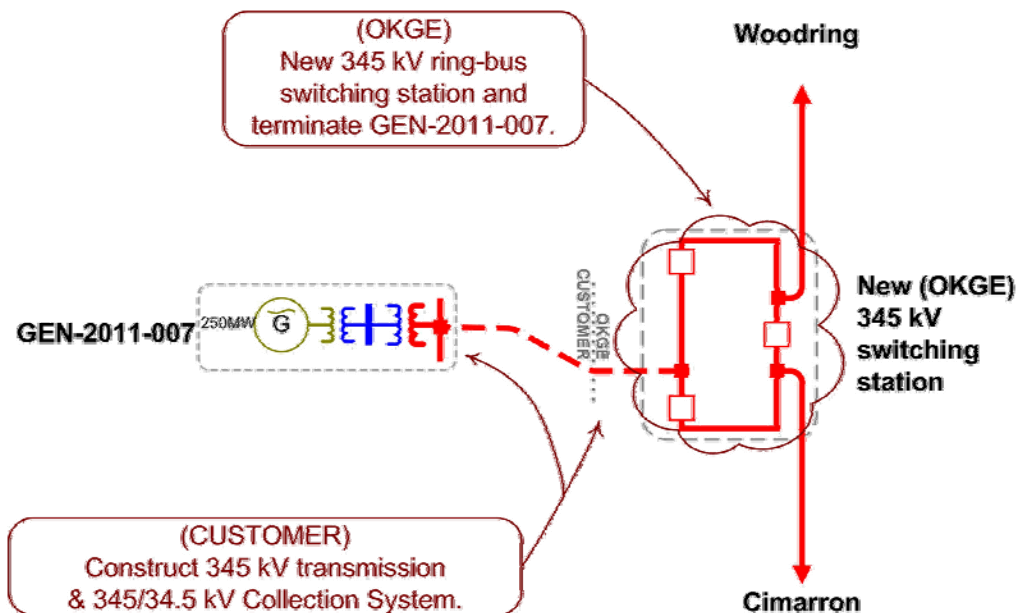 (OKGE)
New 345 kV ring-bus
switching station and
terminate GEN-2011-007.
Woodring
GEN-2011-007
250MW
G
OKGE
CUSTOMER
New (OKGE)
345 kV
switching
station
(CUSTOMER)
Construct 345 kV transmission
& 345/34.5 kV Collection System.
Cimarron